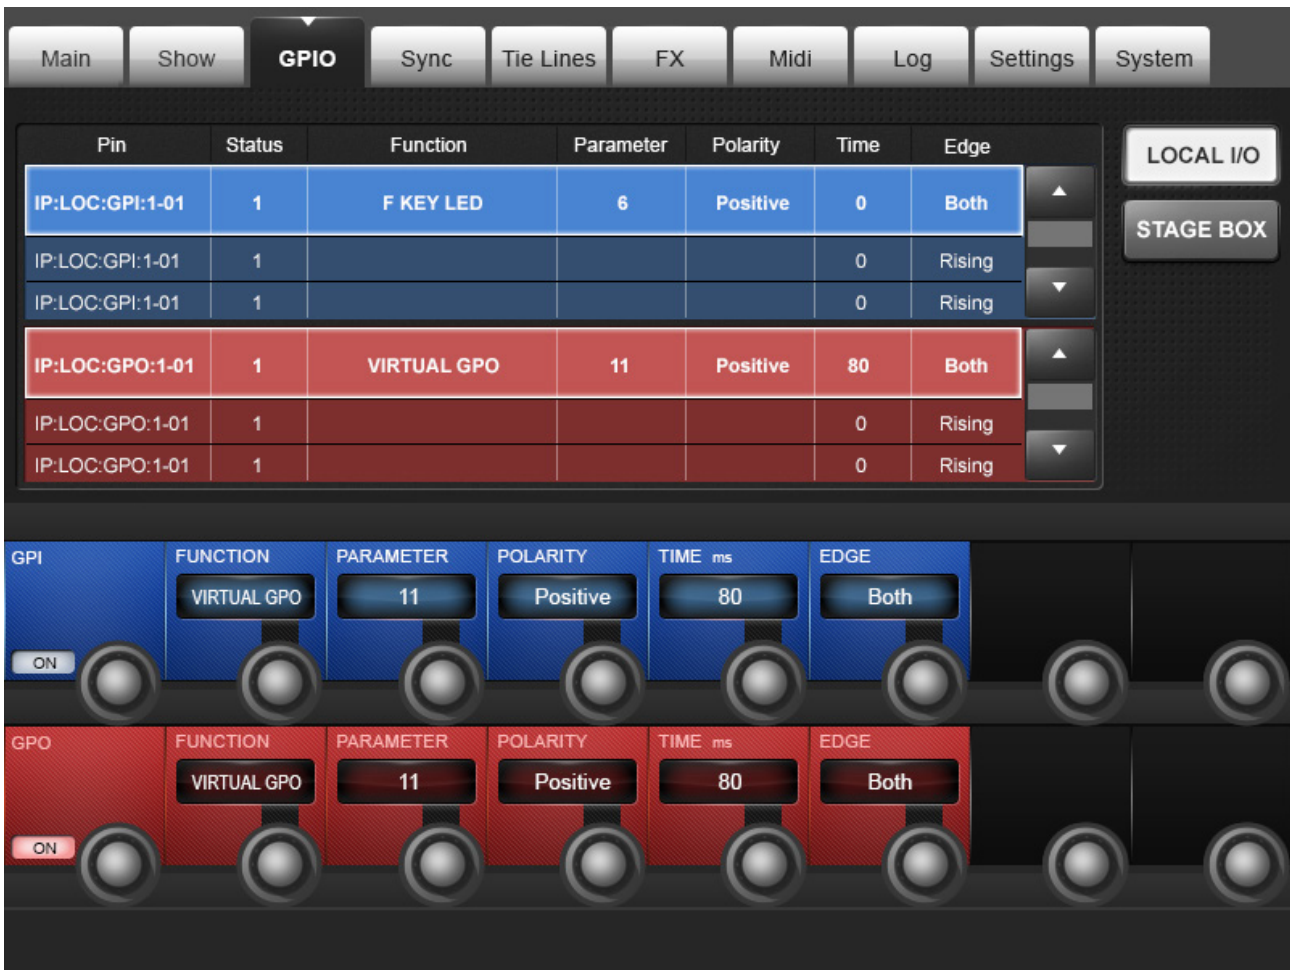 Main Show GPIO Sync Tie Lines FX Midi Log Settings System
Pin Status Function Parameter Polarity Time Edge
LOCAL I/O
IP:LOC:GPI:1-01 1 F KEY LED 6 Positive 0 Both
STAGE BOX
IP:LOC:GPI:1-01 1 0 Rising
IP:LOC:GPI:1-01 1 0 Rising
IP:LOC:GPO:1-01 1 VIRTUAL GPO 11 Positive 80 Both
IP:LOC:GPO:1-01 1 0 Rising
IP:LOC:GPO:1-01 1 0 Rising
GPI FUNCTION PARAMETER POLARITY TIME ms EDGE
VIRTUAL GPO 11 Positive 80 Both
ON
GPO FUNCTION PARAMETER POLARITY TIME ms EDGE
VIRTUAL GPO 11 Positive 80 Both
ON